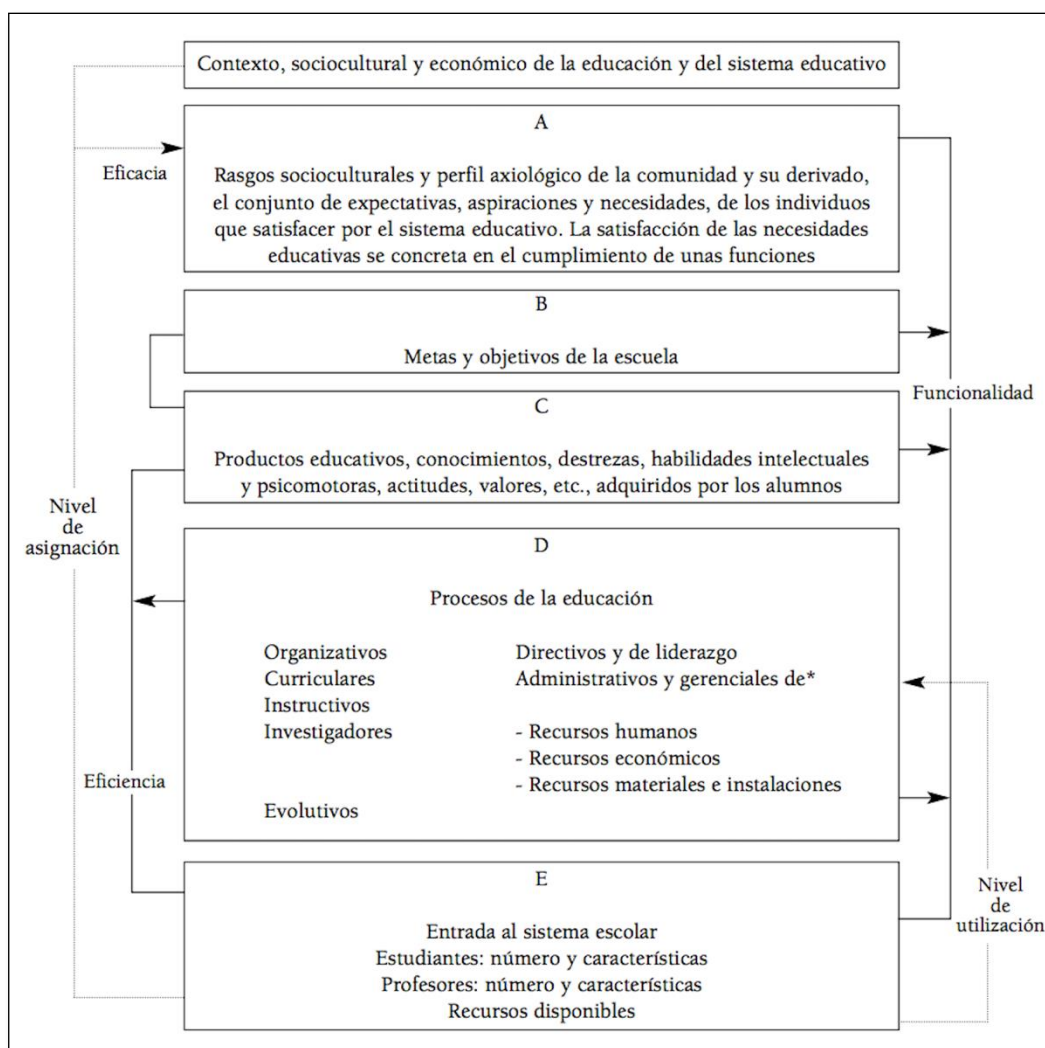 Contexto, sociocultural y económico de la educación y del sistema educativo
A
Eficacia
Rasgos socioculturales y perfil axiológico de la comunidad y su derivado,
el conjunto de expectativas, aspiraciones y necesidades, de los individuos
que satisfacer por el sistema educativo. La satisfacción de las necesidades
educativas se concreta en el cumplimiento de unas funciones
B
Metas y objetivos de la escuela
Funcionalidad
C
Productos educativos, conocimientos, destrezas, habilidades intelectuales
y psicomotoras, actitudes, valores, etc., adquiridos por los alumnos
Nivel
de
asignación
D
Procesos de la educación
Organizativos
Curriculares
Instructivos
Investigadores
Evolutivos
Directivos y de liderazgo
Administrativos y gerenciales de*
- Recursos humanos
- Recursos económicos
- Recursos materiales e instalaciones
Eficiencia
E
Entrada al sistema escolar
Estudiantes: número y características
Profesores: número y características
Recursos disponibles
Nivel
de
utilización